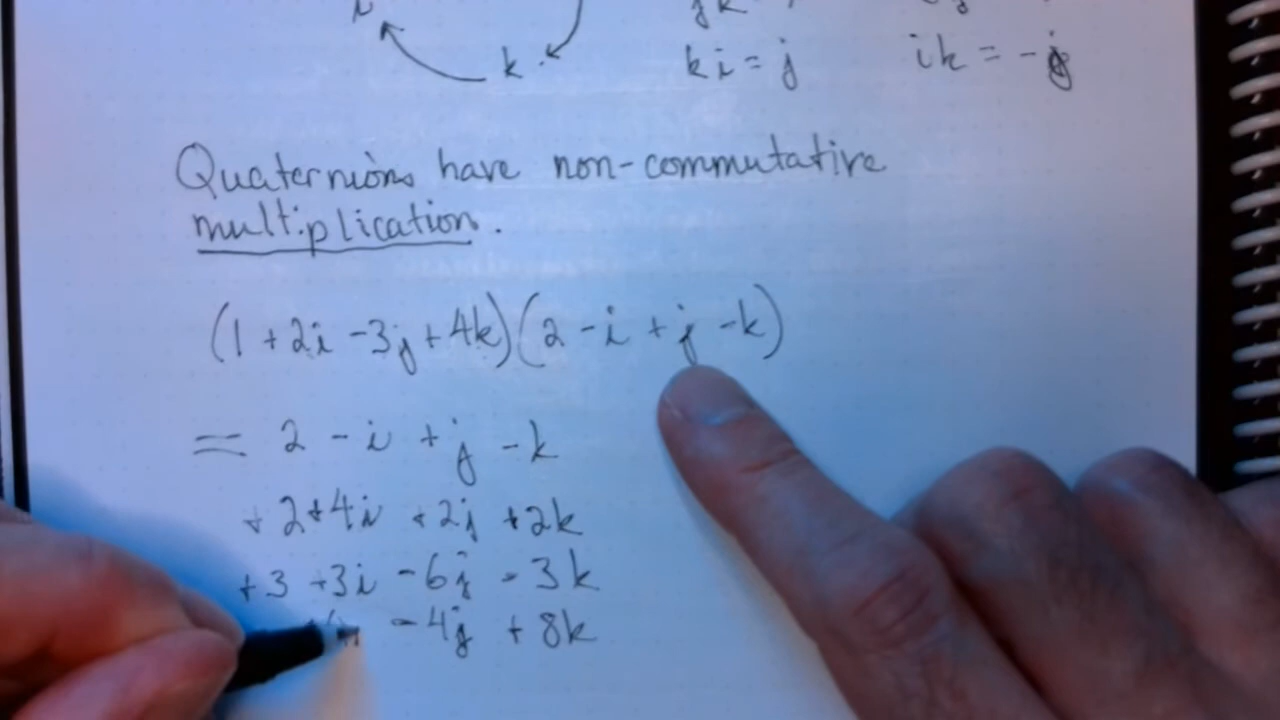 k.
ki = j ik = -j
Quaternions have non-commutative
multiplication.
(1 + 2i - 3j + 4k)(2 - i + j - k)
= 2 - i + j - k
+ 2 + 4i + 2j + 2k
+ 3 + 3i - 6j - 3k
- 4j + 8k